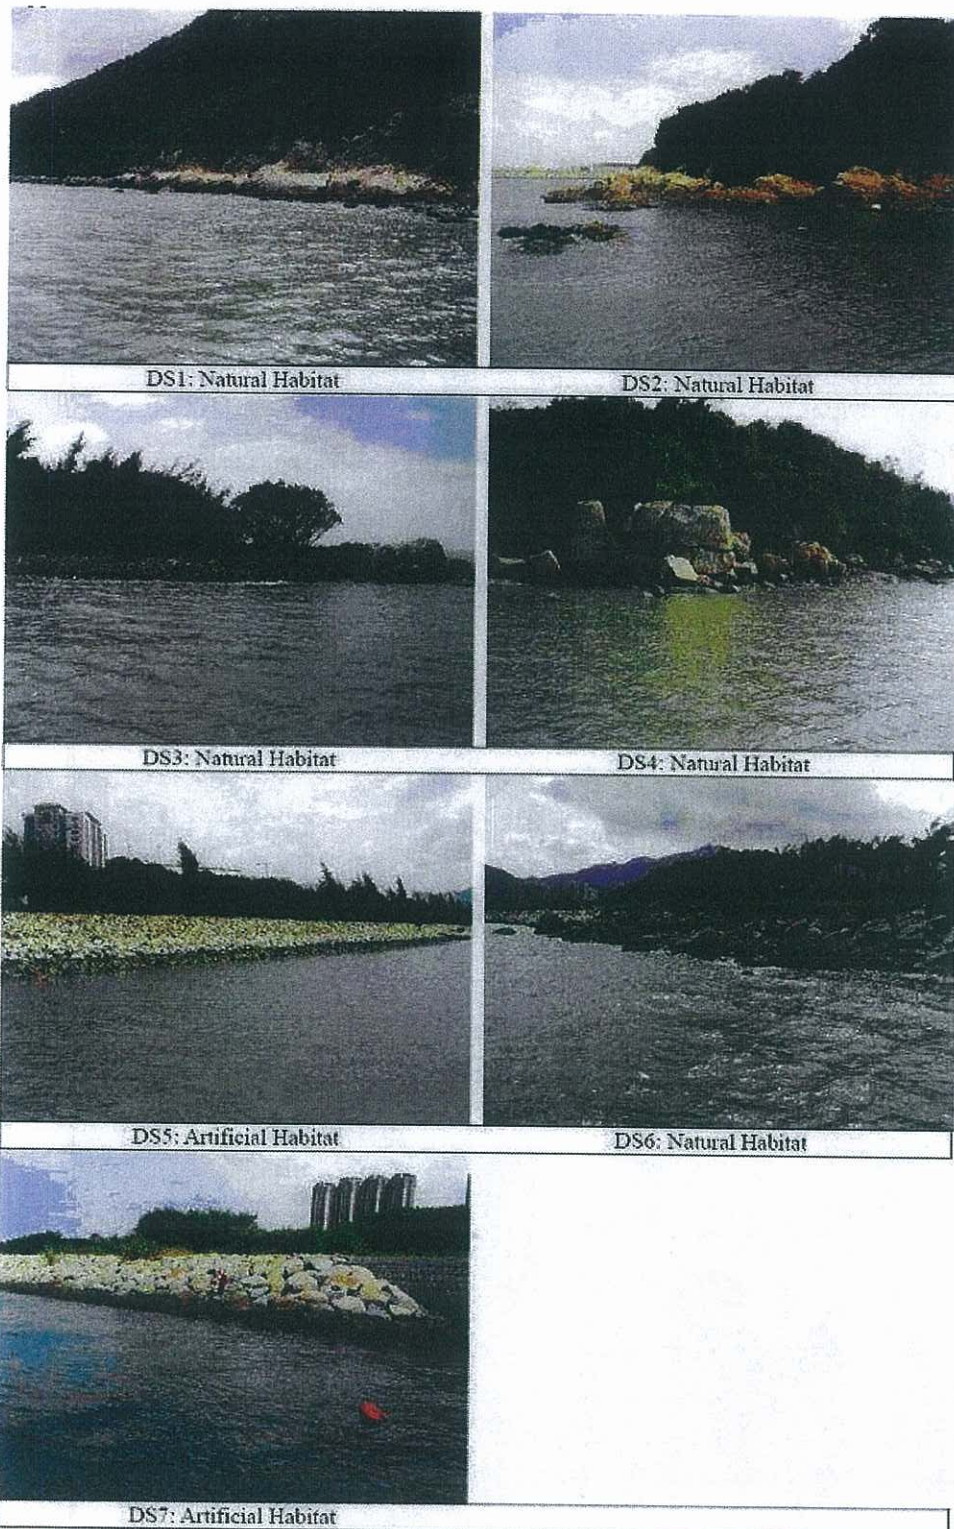 DS1: Natural Habitat
DS2: Natural Habitat
DS3: Natural Habitat
DS4: Natural Habitat
DS5: Artificial Habitat
DS6: Natural Habitat
DS7: Artificial Habitat